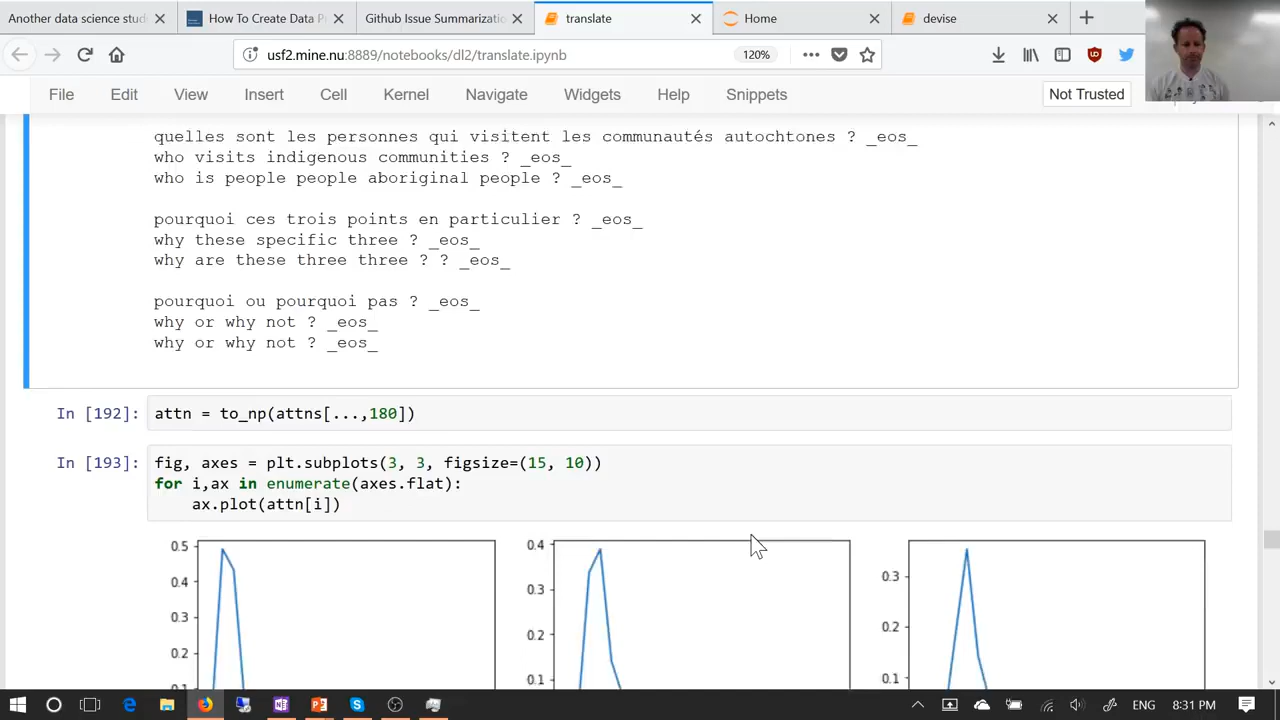 Another data science stud
How To Create Data P
Github Issue Summarizatio
translate
Home
devise
usf2.mine.nu:8889/notebooks/dl2/translate.ipynb
120%
File Edit View Insert Cell Kernel Navigate Widgets Help Snippets
Not Trusted
quelles sont les personnes qui visitent les communautés autochtones ? _eos_
who visits indigenous communities ? _eos_
who is people people aboriginal people ? _eos_
pourquoi ces trois points en particulier ? _eos_
why these specific three ? _eos_
why are these three three ? ? _eos_
pourquoi ou pourquoi pas ? _eos_
why or why not ? _eos_
why or why not ? _eos_
In [192]: attn = to_np(attns[...,180])
In [193]: fig, axes = plt.subplots(3, 3, figsize=(15, 10))
for i,ax in enumerate(axes.flat):
ax.plot(attn[i])
0.5
0.4
0.3
0.2
0.1
0.4
0.3
0.2
0.1
0.3
0.2
0.1
ENG
8:31 PM